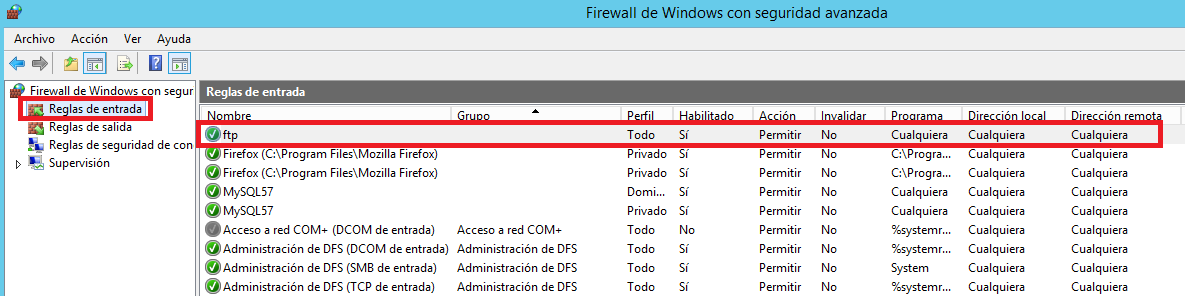 Firewall de Windows con seguridad avanzada
Archivo Acción Ver Ayuda
Firewall de Windows con segur
Reglas de entrada
Reglas de salida
Reglas de seguridad de con
Supervisión
Reglas de entrada
Nombre Grupo Perfil Habilitado Acción Invalidar Programa Dirección local Dirección remota
ftp Todo Sí Permitir No Cualquiera Cualquiera Cualquiera
Firefox (C:\Program Files\Mozilla Firefox) Privado Sí Permitir No C:\Progra... Cualquiera Cualquiera
Firefox (C:\Program Files\Mozilla Firefox) Privado Sí Permitir No C:\Progra... Cualquiera Cualquiera
MySQL57 Domi... Sí Permitir No Cualquiera Cualquiera Cualquiera
MySQL57 Privado Sí Permitir No Cualquiera Cualquiera Cualquiera
Acceso a red COM+ (DCOM de entrada) Acceso a red COM+ Todo No Permitir No %systemr... Cualquiera Cualquiera
Administración de DFS (DCOM de entrada) Administración de DFS Todo Sí Permitir No %systemr... Cualquiera Cualquiera
Administración de DFS (SMB de entrada) Administración de DFS Todo Sí Permitir No System Cualquiera Cualquiera
Administración de DFS (TCP de entrada) Administración de DFS Todo Sí Permitir No %systemr... Cualquiera Cualquiera